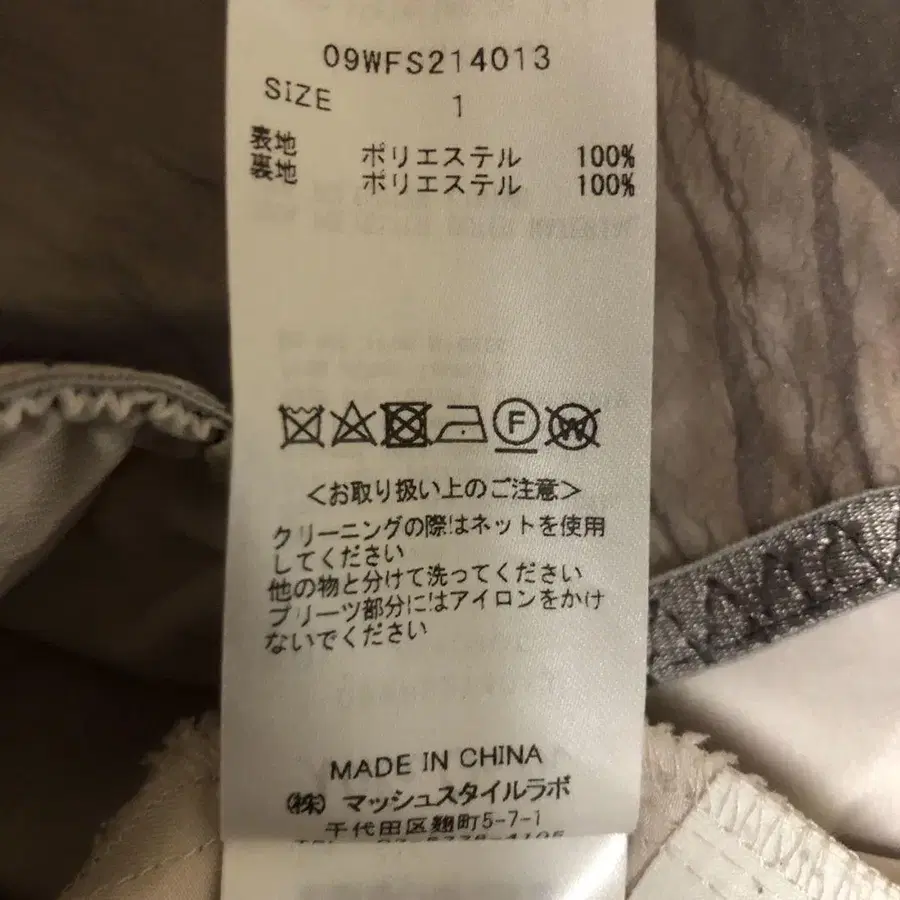 09WFS214013
SIZE 1
表地 ポリエステル 100%
裏地 ポリエステル 100%
F W
<お取り扱い上のご注意>
クリーニングの際はネットを使用
してください
他の物と分けて洗ってください
プリーツ部分にはアイロンをかけ
ないでください
MADE IN CHINA
(株) マッシュスタイルラボ
千代田区麹町5-7-1